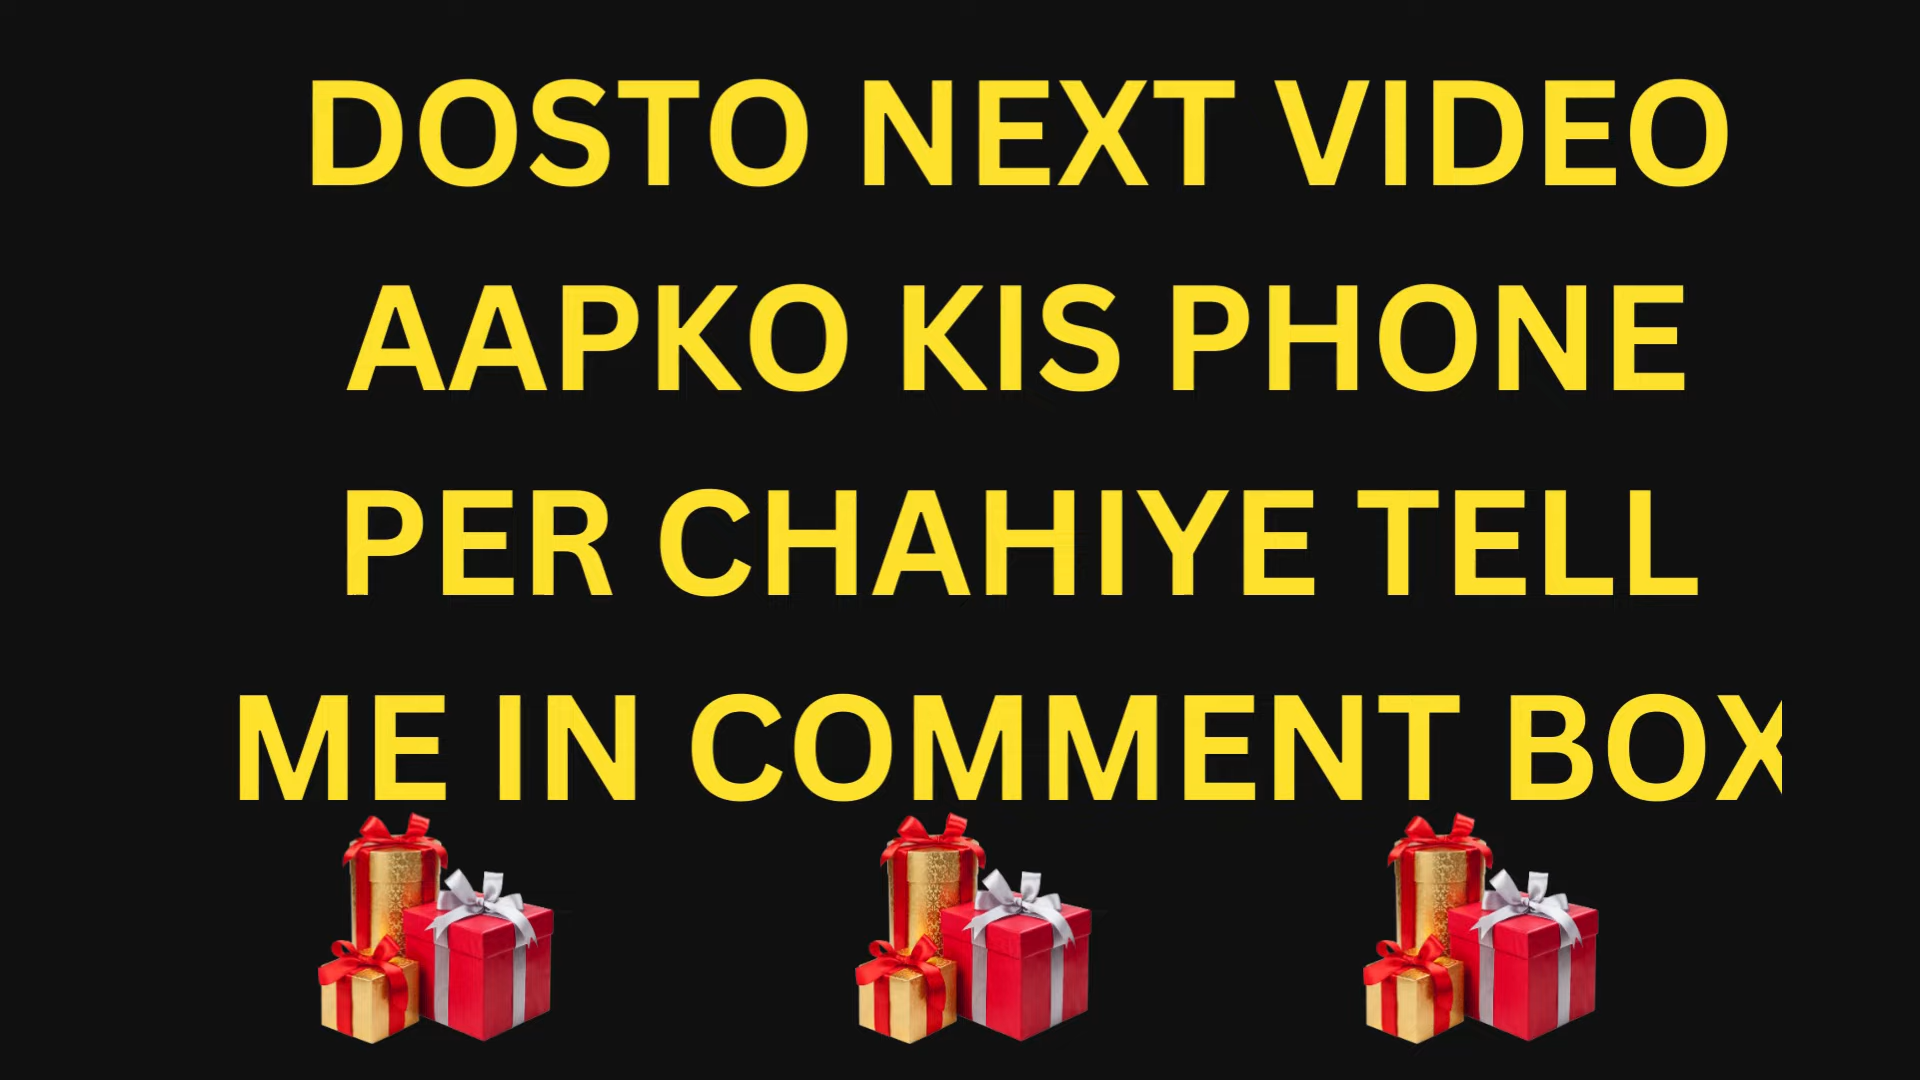 DOSTO NEXT VIDEO
AAPKO KIS PHONE
PER CHAHIYE TELL
ME IN COMMENT BOX